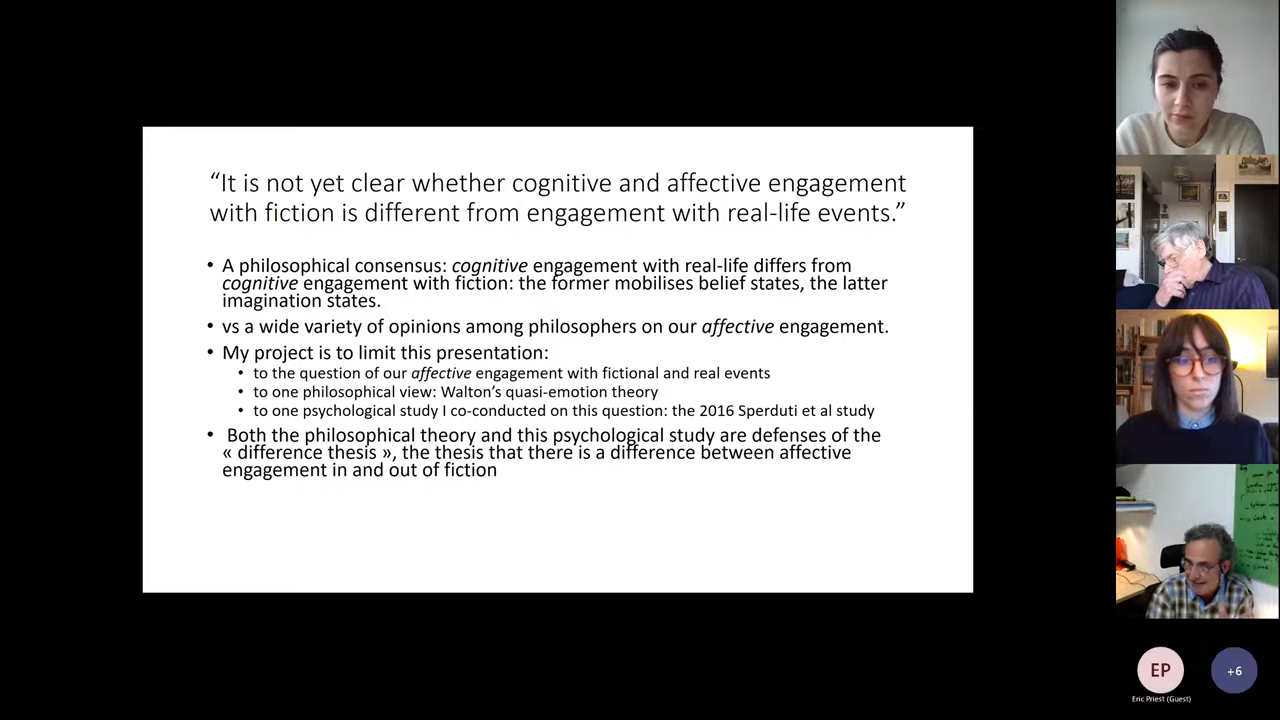 “It is not yet clear whether cognitive and affective engagement
with fiction is different from engagement with real-life events.”
• A philosophical consensus: cognitive engagement with real-life differs from
cognitive engagement with fiction: the former mobilises belief states, the latter
imagination states.
• vs a wide variety of opinions among philosophers on our affective engagement.
• My project is to limit this presentation:
• to the question of our affective engagement with fictional and real events
• to one philosophical view: Walton’s quasi-emotion theory
• to one psychological study I co-conducted on this question: the 2016 Sperduti et al study
• Both the philosophical theory and this psychological study are defenses of the
« difference thesis », the thesis that there is a difference between affective
engagement in and out of fiction
EP
+6
Eric Priest (Guest)